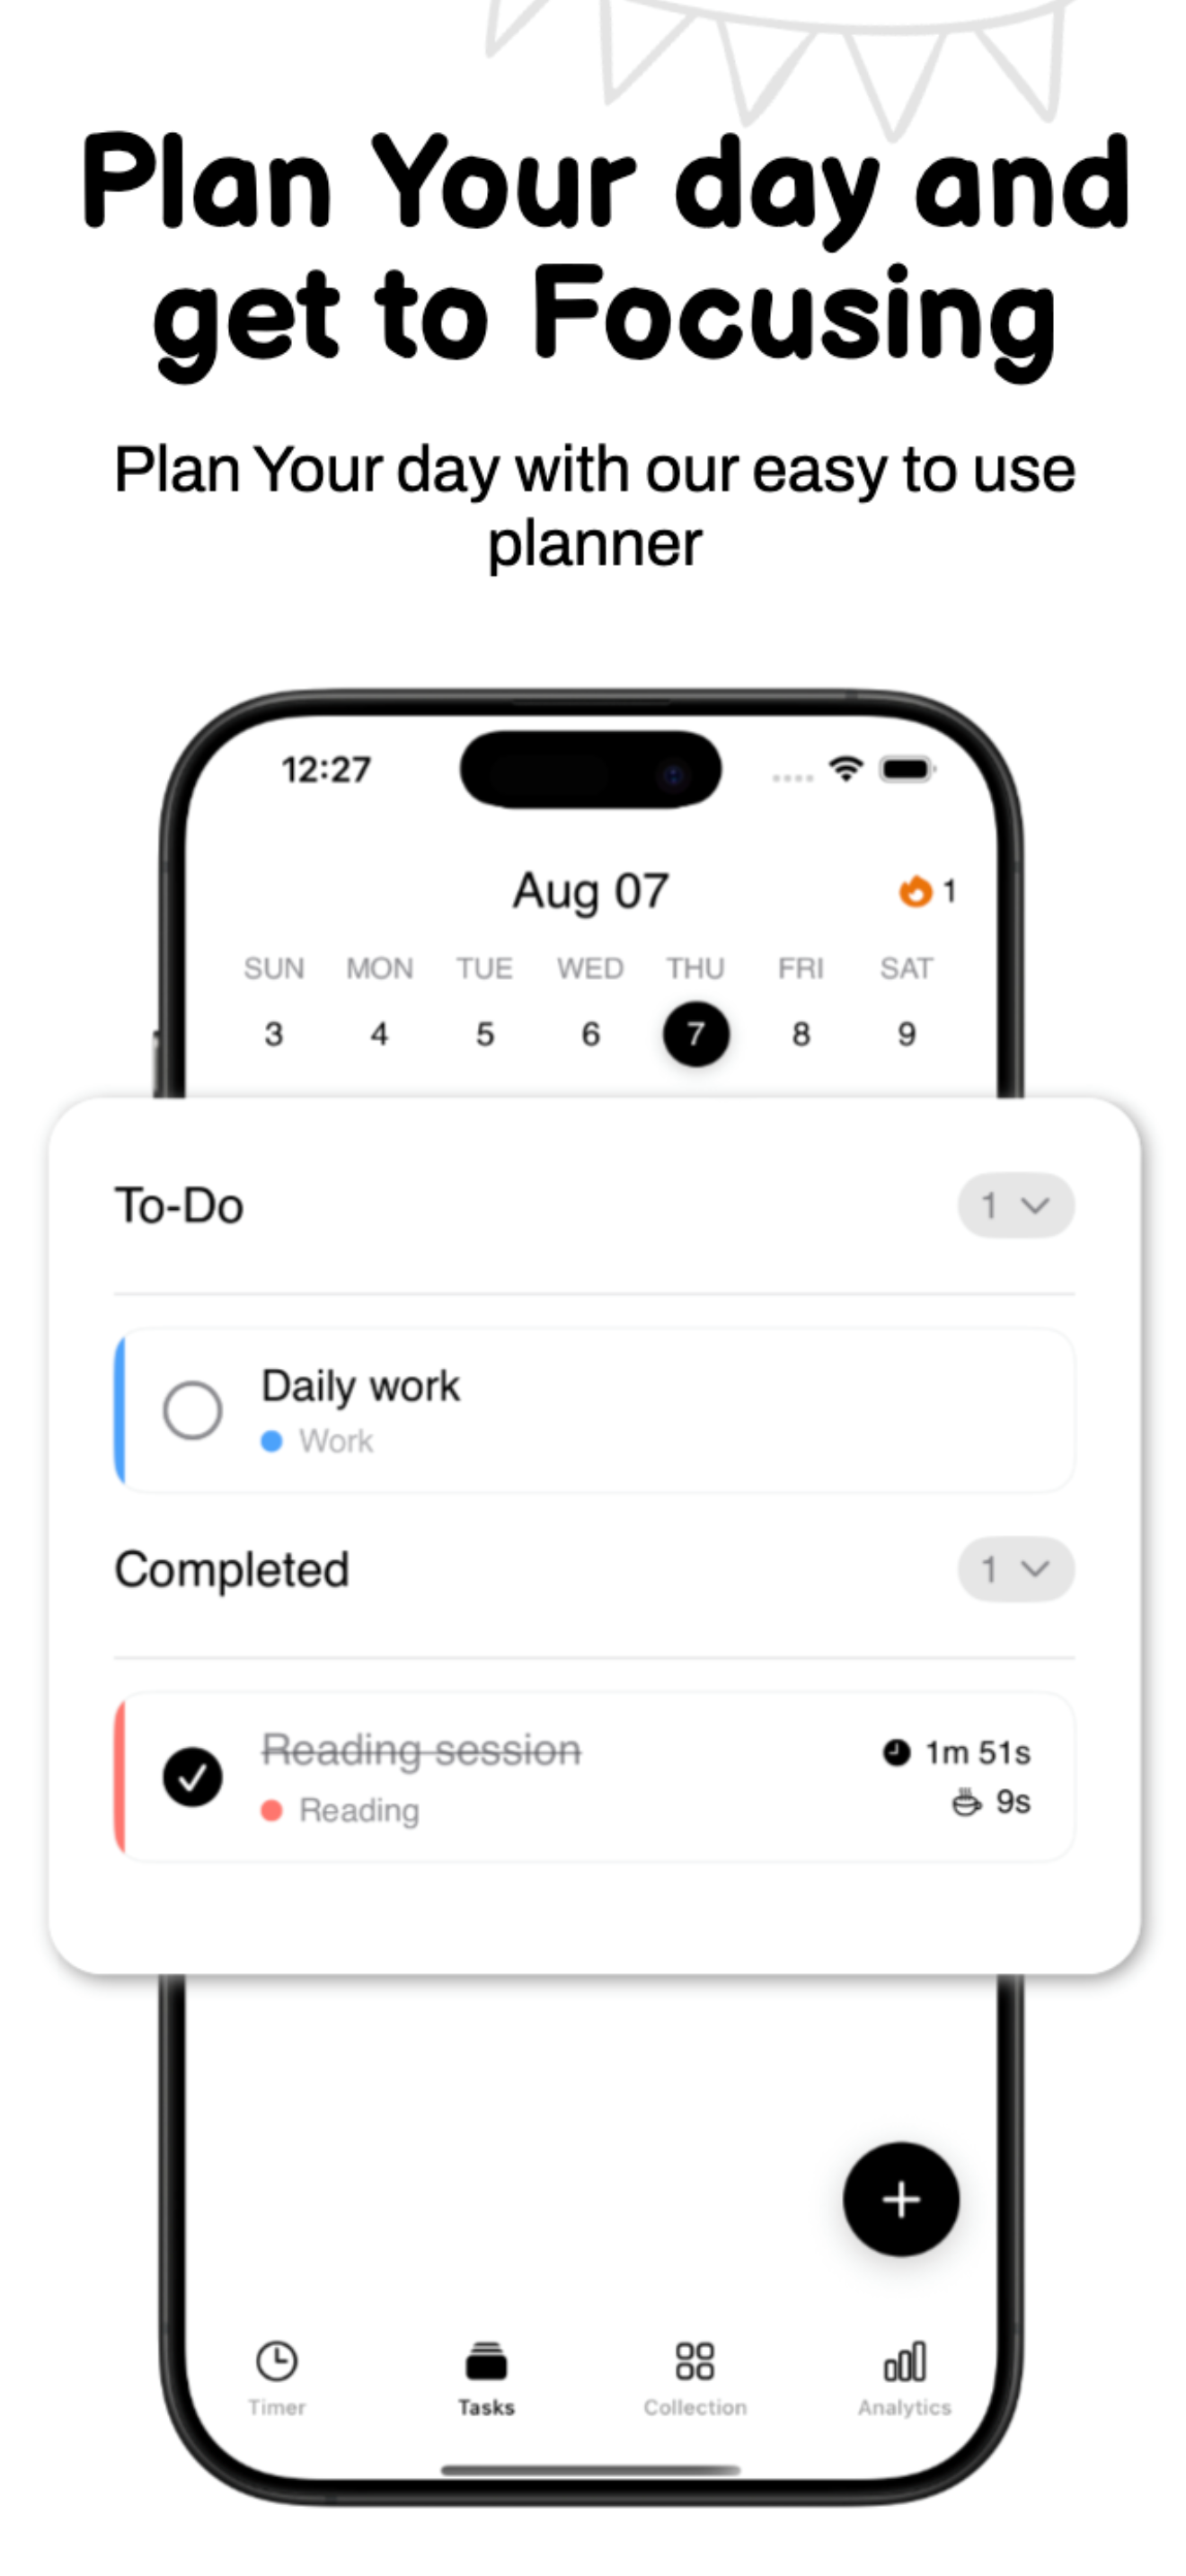 Plan Your day and
get to Focusing
Plan Your day with our easy to use
planner
12:27
Aug 07
1
SUN MON TUE WED THU FRI SAT
3 4 5 6 7 8 9
To-Do
1
Daily work
Work
Completed
1
Reading session
1m 51s
Reading
9s
Timer Tasks Collection Analytics